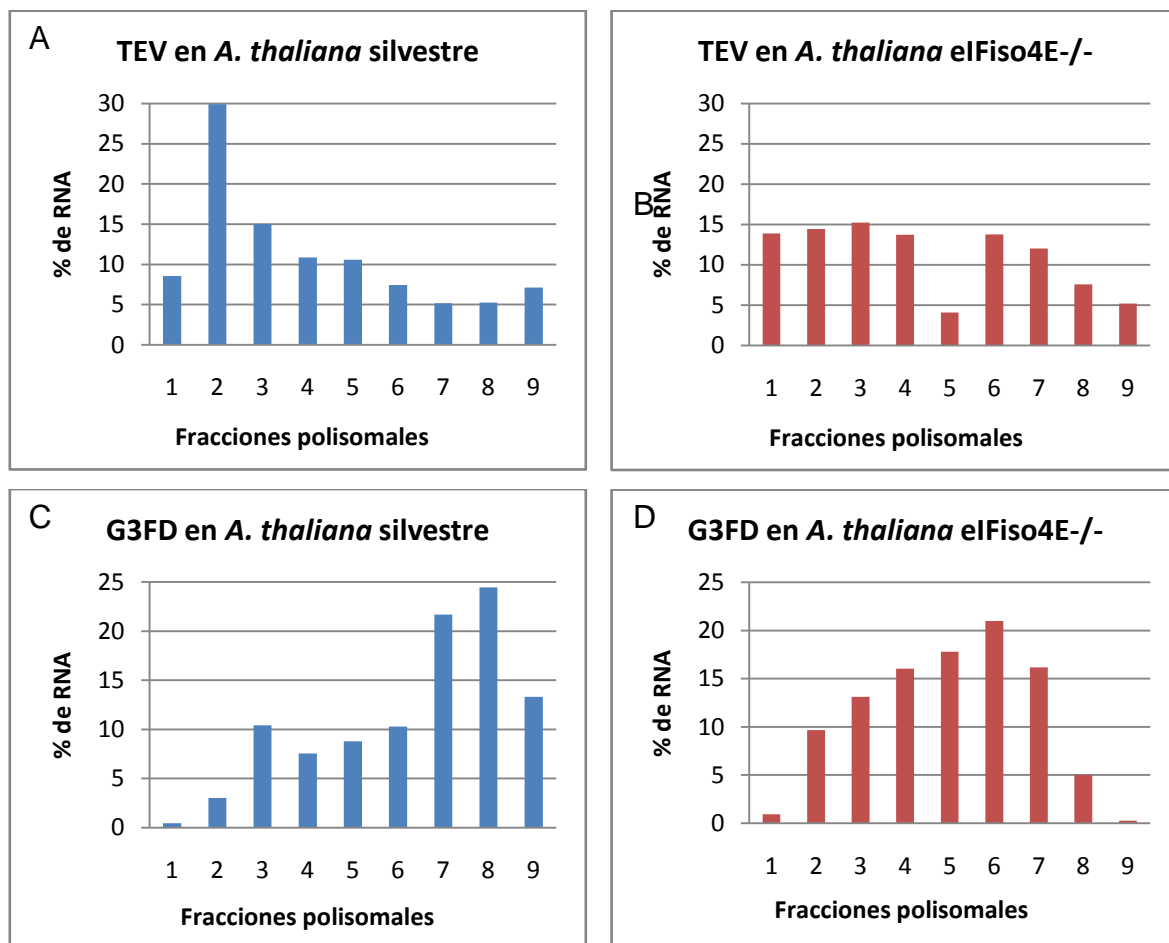 A
TEV en A. thaliana silvestre
30
25
20
15
10
5
0
% de RNA
1 2 3 4 5 6 7 8 9
Fracciones polisomales
B
TEV en A. thaliana eIFiso4E-/-
30
25
20
15
10
5
0
% de RNA
1 2 3 4 5 6 7 8 9
Fracciones polisomales
C
G3FD en A. thaliana silvestre
25
20
15
10
5
0
% de RNA
1 2 3 4 5 6 7 8 9
Fracciones polisomales
D
G3FD en A. thaliana eIFiso4E-/-
25
20
15
10
5
0
% de RNA
1 2 3 4 5 6 7 8 9
Fracciones polisomales